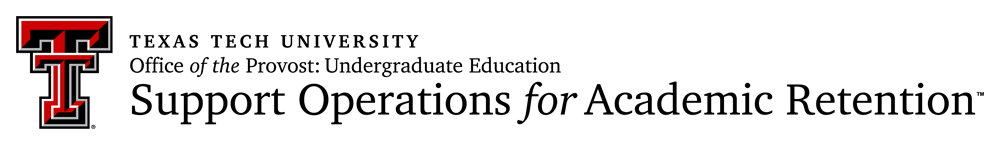 TEXAS TECH UNIVERSITY
Office of the Provost: Undergraduate Education
Support Operations for Academic Retention™
®